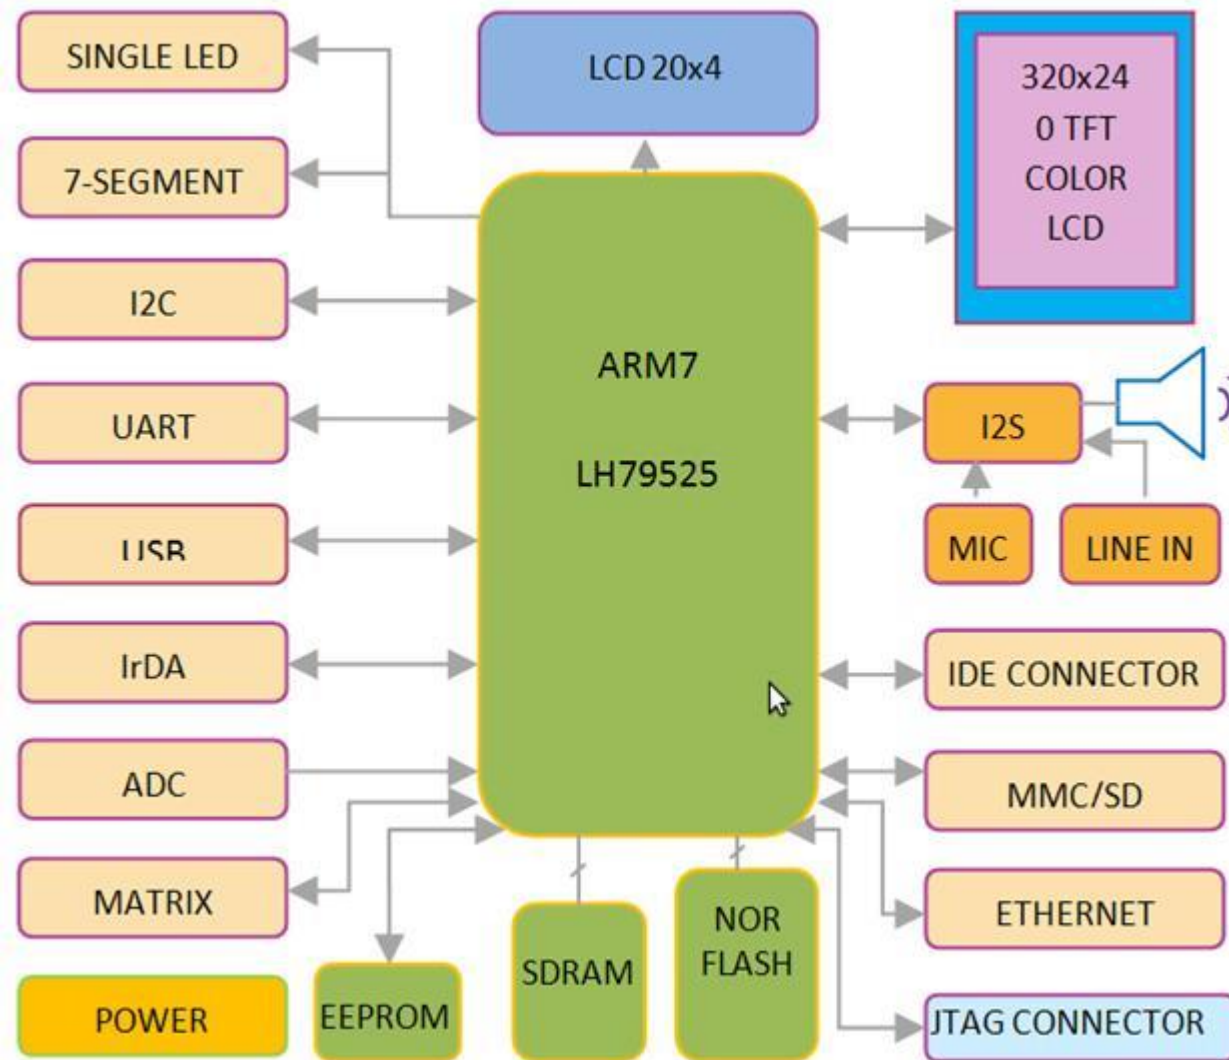 SINGLE LED
7-SEGMENT
I2C
UART
USB
IrDA
ADC
MATRIX
POWER
LCD 20x4
ARM7
LH79525
EEPROM
SDRAM
NOR
FLASH
320x24
0 TFT
COLOR
LCD
I2S
MIC
LINE IN
IDE CONNECTOR
MMC/SD
ETHERNET
JTAG CONNECTOR